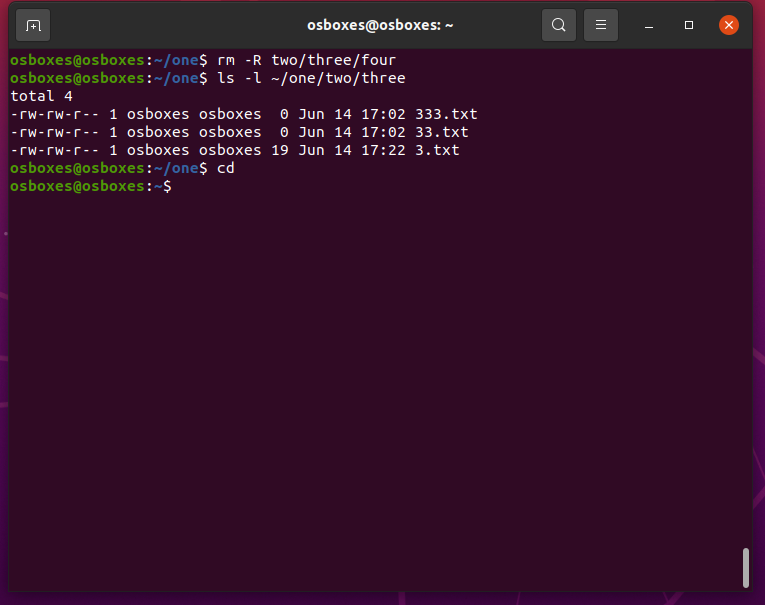 osboxes@osboxes: ~
osboxes@osboxes:~/one$ rm -R two/three/four
osboxes@osboxes:~/one$ ls -l ~/one/two/three
total 4
-rw-rw-r-- 1 osboxes osboxes  0 Jun 14 17:02 333.txt
-rw-rw-r-- 1 osboxes osboxes  0 Jun 14 17:02 33.txt
-rw-rw-r-- 1 osboxes osboxes 19 Jun 14 17:22 3.txt
osboxes@osboxes:~/one$ cd
osboxes@osboxes:~$